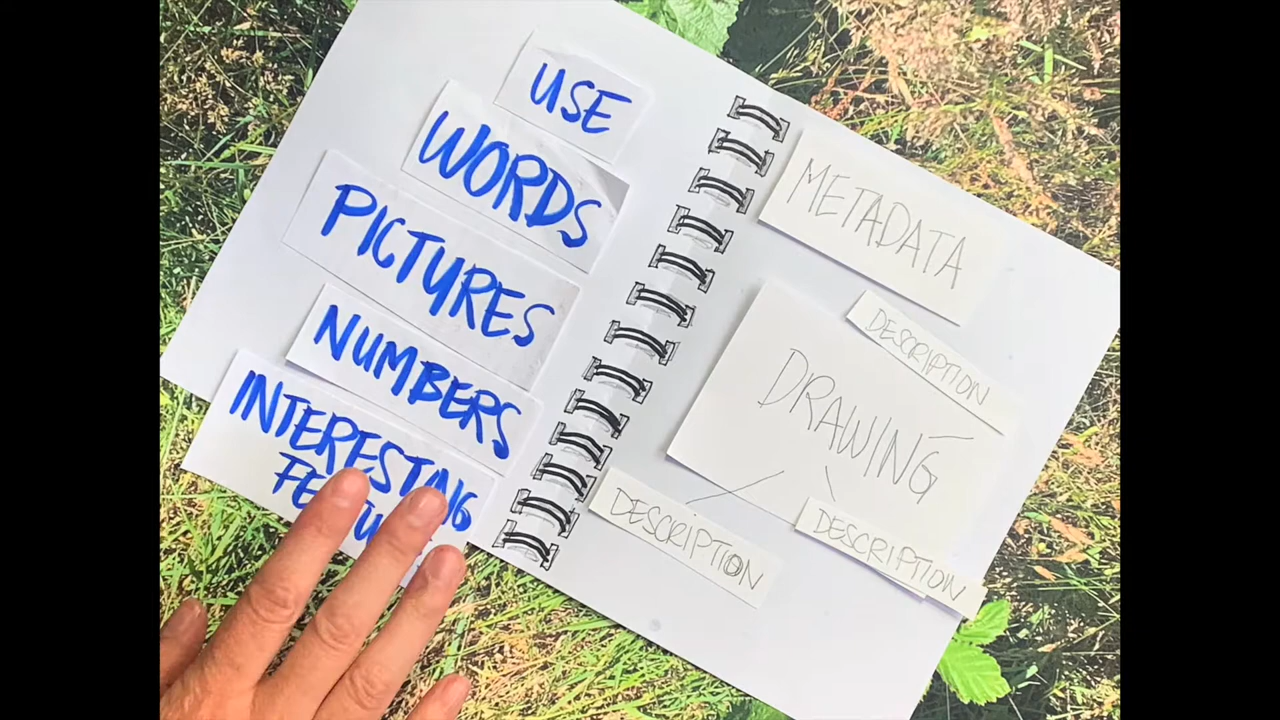 USE
WORDS
PICTURES
NUMBERS
INTERESTING
METADATA
DESCRIPTION
DRAWING
DESCRIPTION
DESCRIPTION